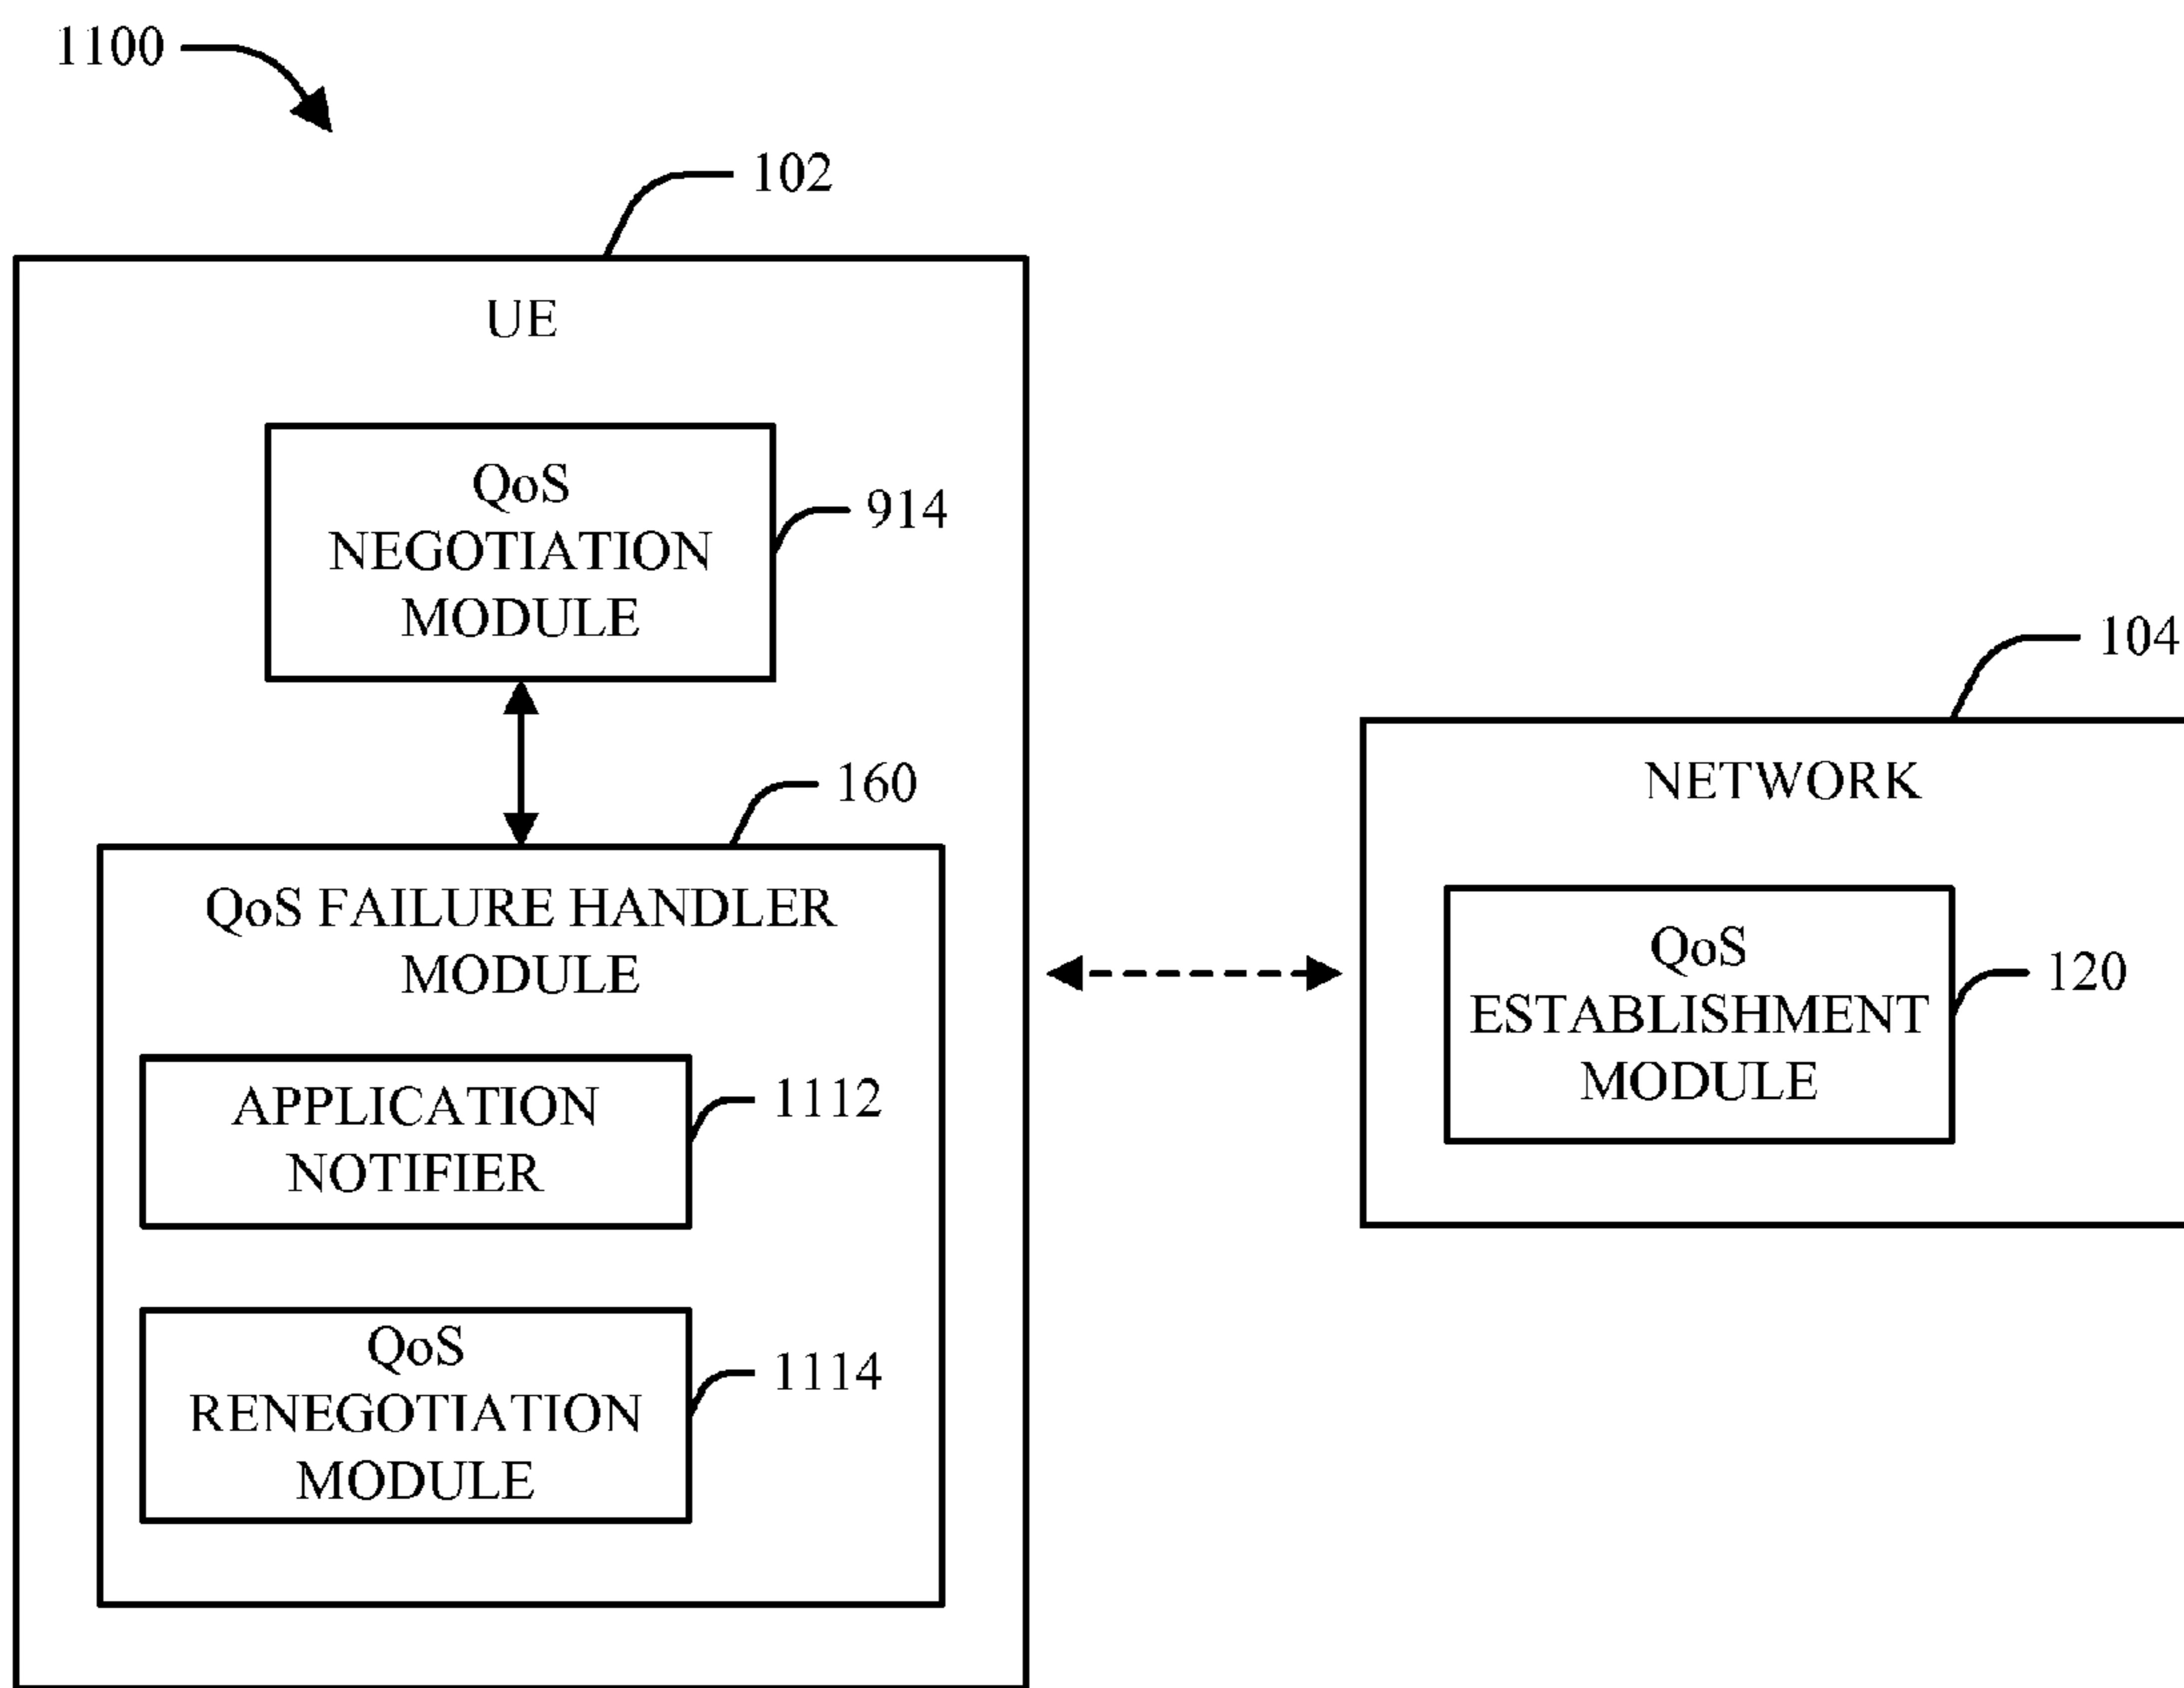 1100
102
UE
QoS
NEGOTIATION
MODULE
914
160
QoS FAILURE HANDLER
MODULE
APPLICATION
NOTIFIER
1112
QoS
RENEGOTIATION
MODULE
1114
104
NETWORK
QoS
ESTABLISHMENT
MODULE
120